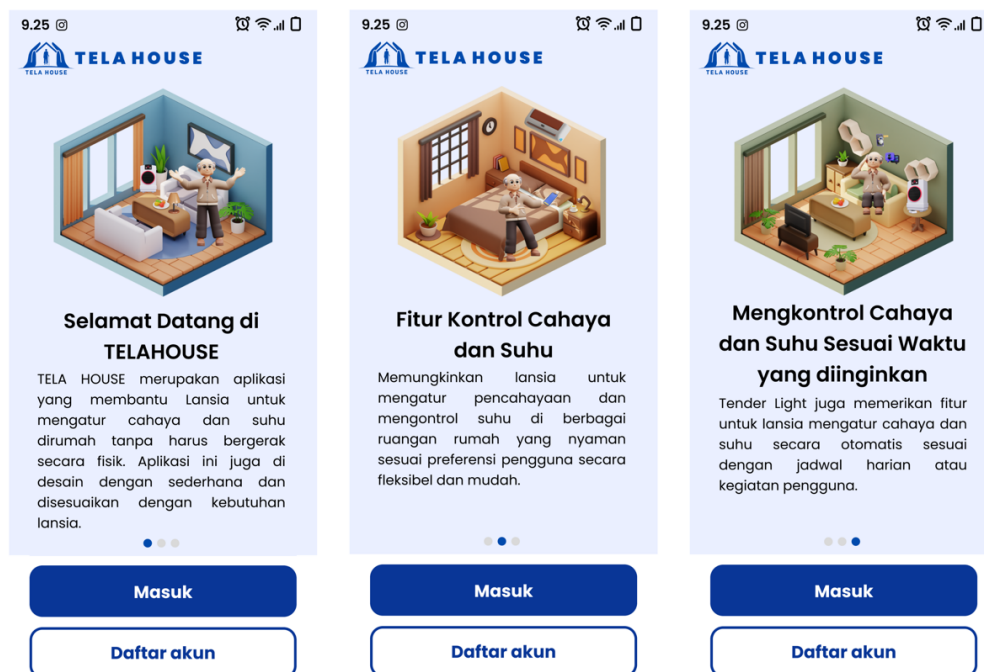 9.25
TELA HOUSE
TELA HOUSE
Selamat Datang di
TELAHOUSE
TELA HOUSE merupakan aplikasi
yang membantu Lansia untuk
mengatur cahaya dan suhu
dirumah tanpa harus bergerak
secara fisik. Aplikasi ini juga di
desain dengan sederhana dan
disesuaikan dengan kebutuhan
lansia.
Masuk
Daftar akun
9.25
TELA HOUSE
TELA HOUSE
Fitur Kontrol Cahaya
dan Suhu
Memungkinkan lansia untuk
mengatur pencahayaan dan
mengontrol suhu di berbagai
ruangan rumah yang nyaman
sesuai preferensi pengguna secara
fleksibel dan mudah.
Masuk
Daftar akun
9.25
TELA HOUSE
TELA HOUSE
Mengkontrol Cahaya
dan Suhu Sesuai Waktu
yang diinginkan
Tender Light juga memerikan fitur
untuk lansia mengatur cahaya dan
suhu secara otomatis sesuai
dengan jadwal harian atau
kegiatan pengguna.
Masuk
Daftar akun